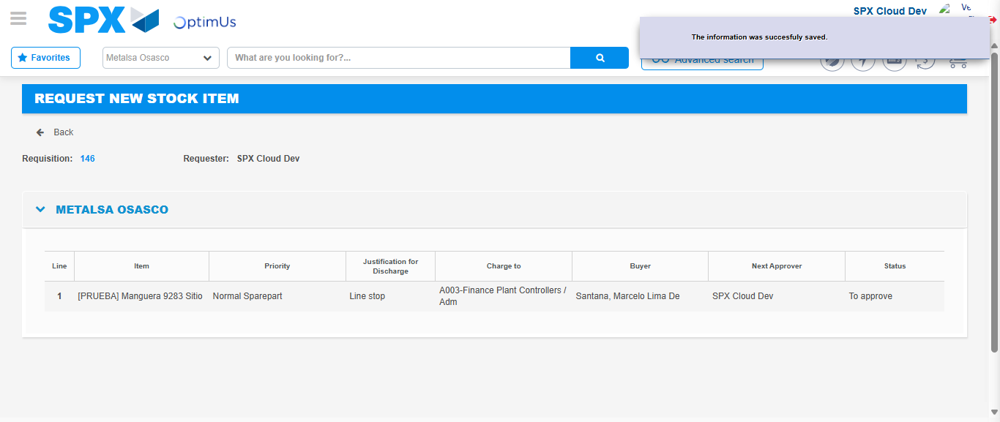 SPX
OptimUs
SPX Cloud Dev
The information was succesfuly saved.
Favorites
Metalsa Osasco
What are you looking for?...
Advanced search
REQUEST NEW STOCK ITEM
Back
Requisition: 146
Requester: SPX Cloud Dev
METALSA OSASCO
Line
Item
Priority
Justification for
Discharge
Charge to
Buyer
Next Approver
Status
1
[PRUEBA] Manguera 9283 Sitio
Normal Sparepart
Line stop
A003-Finance Plant Controllers /
Adm
Santana, Marcelo Lima De
SPX Cloud Dev
To approve